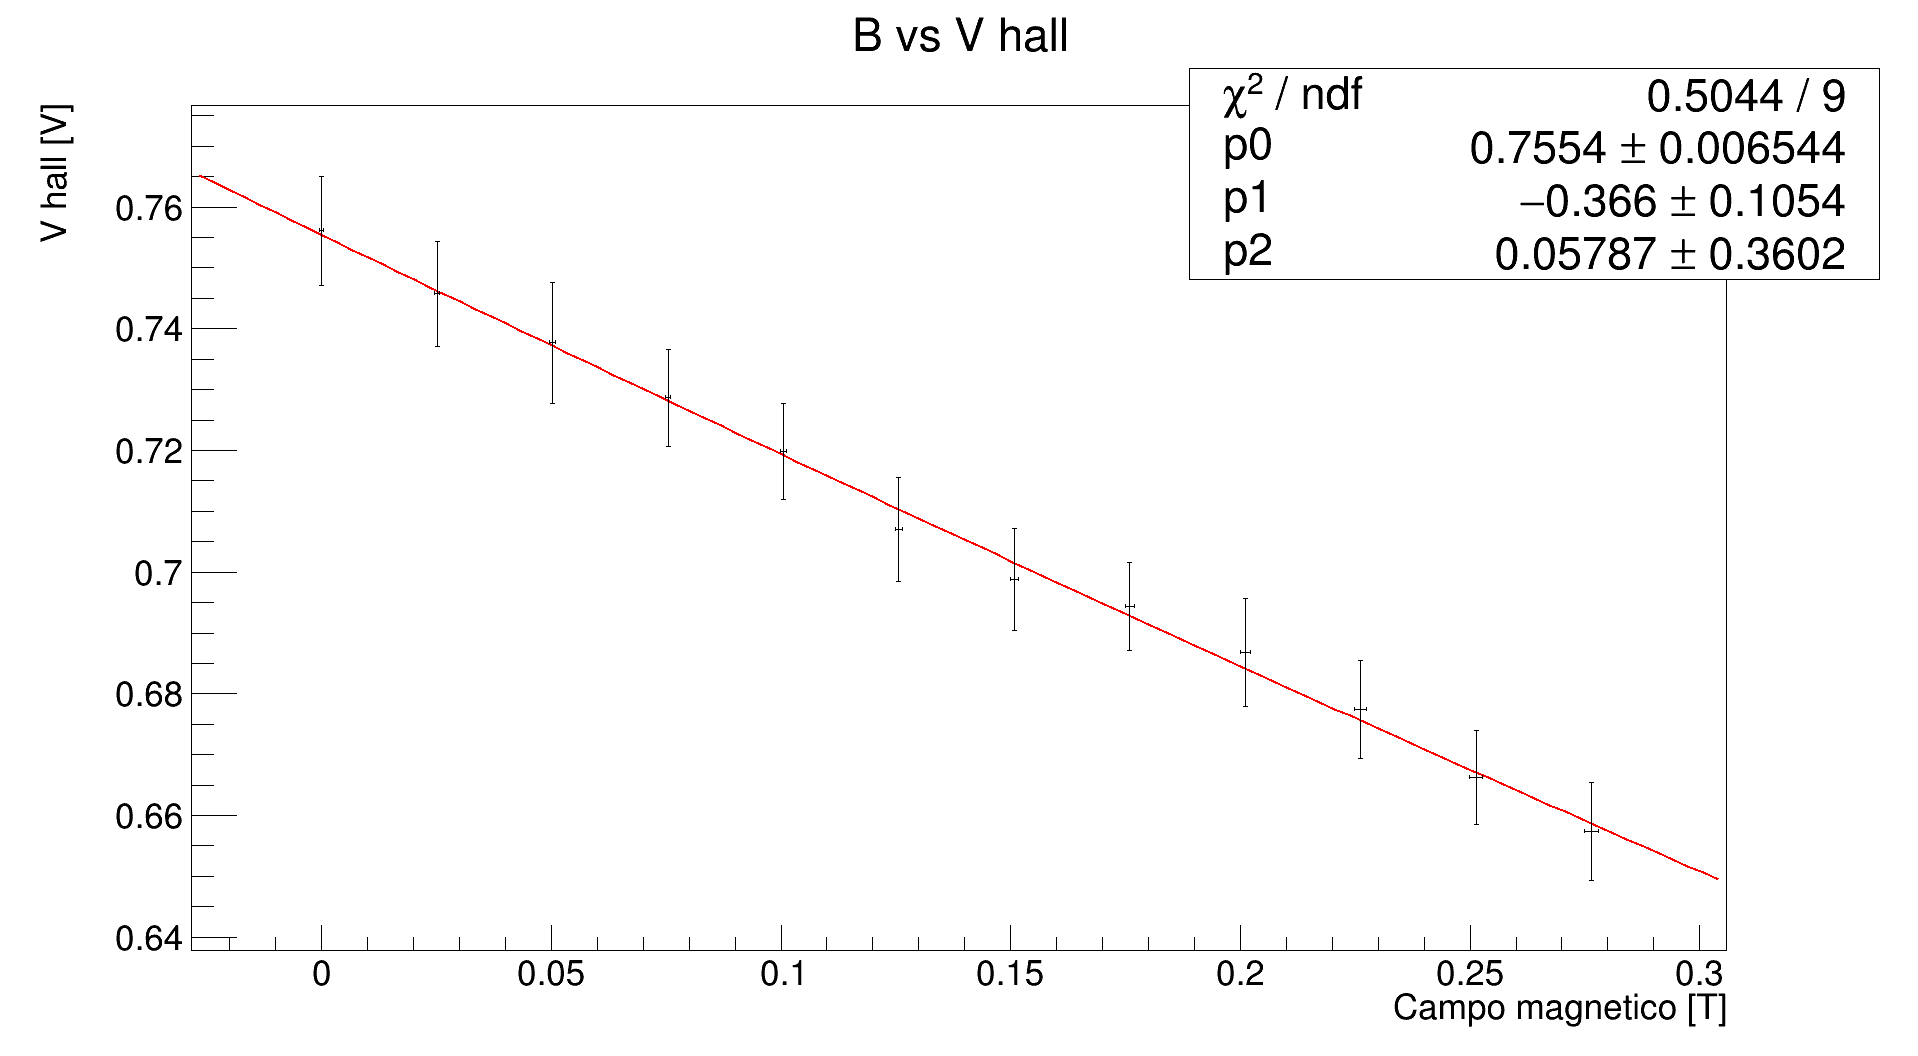 B vs V hall
χ² / ndf 0.5044 / 9
p0 0.7554 ± 0.006544
p1 −0.366 ± 0.1054
p2 0.05787 ± 0.3602
V hall [V]
0.76
0.74
0.72
0.7
0.68
0.66
0.64
0 0.05 0.1 0.15 0.2 0.25 0.3
Campo magnetico [T]